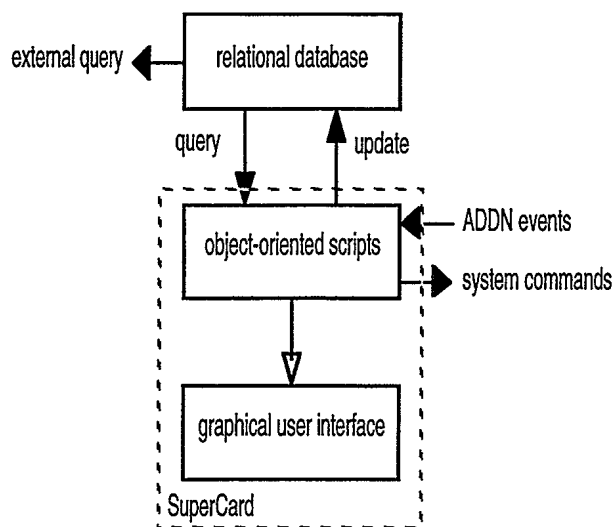 external query
relational database
query
update
object-oriented scripts
ADDN events
system commands
graphical user interface
SuperCard